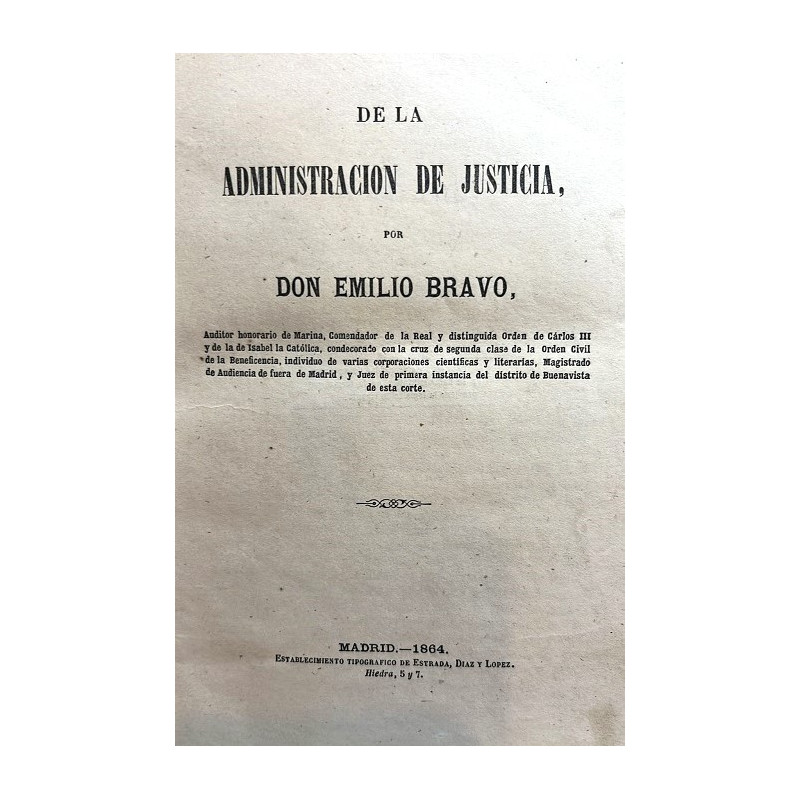 DE LA
ADMINISTRACION DE JUSTICIA,
POR
DON EMILIO BRAVO,
Auditor honorario de Marina, Comendador de la Real y distinguida Orden de Cárlos III
y de la de Isabel la Católica, condecorado con la cruz de segunda clase de la Orden Civil
de la Beneficencia, individuo de varias corporaciones científicas y literarias, Magistrado
de Audiencia de fuera de Madrid, y Juez de primera instancia del distrito de Buenavista
de esta corte.
MADRID.—1864.
ESTABLECIMIENTO TIPOGRAFICO DE ESTRADA, DIAZ Y LOPEZ.
Hiedra, 5 y 7.